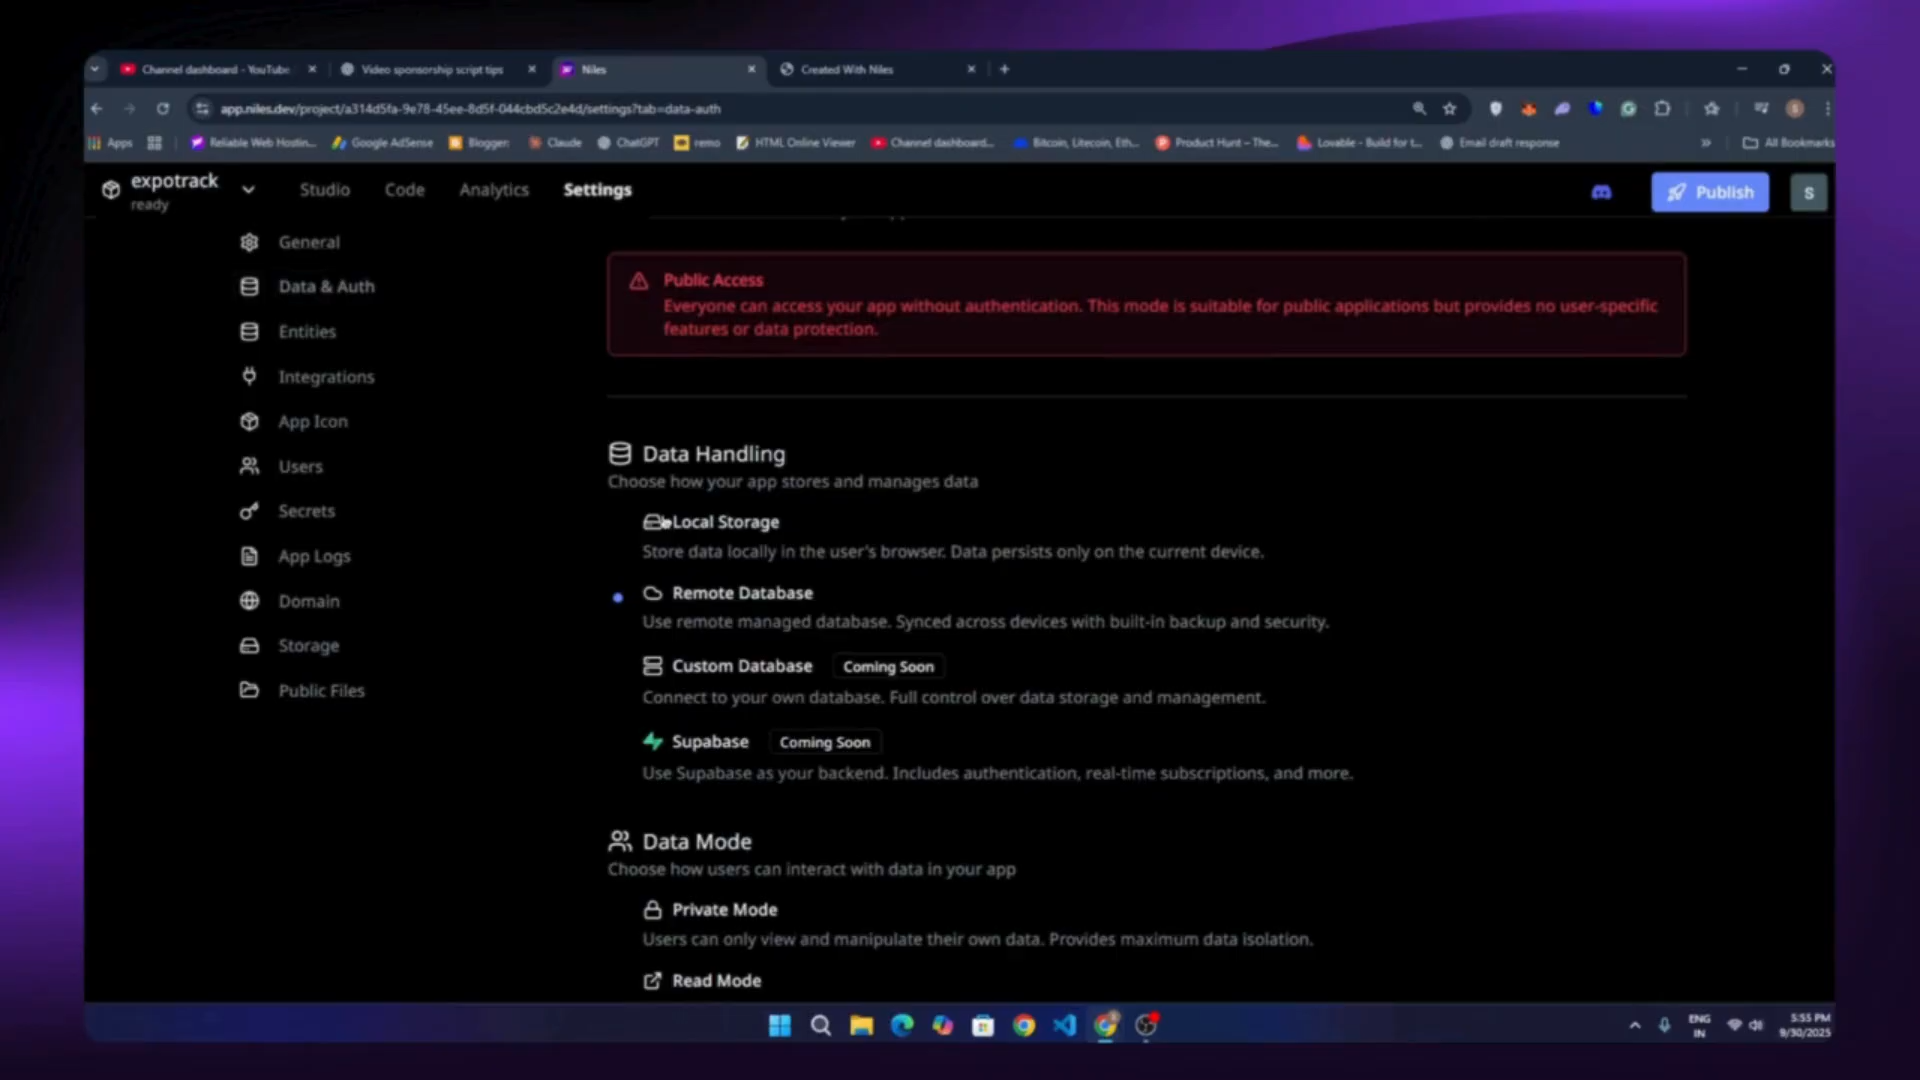 Channel dashboard - YouTube
Video sponsorship script tips
Niles
Created With Niles
app.niles.dev/project/a314d5fa-9e78-45ee-8d5f-044cbd5c2e4d/settings?tab=data-auth
Apps
Reliable Web Hostin...
Google AdSense
Blogger:
Claude
ChatGPT
remo
HTML Online Viewer
Channel dashboard...
Bitcoin, Litecoin, Eth...
Product Hunt – The...
Lovable - Build for t...
Email draft response
»
All Bookmarks
expotrack
ready
Studio
Code
Analytics
Settings
Publish
S
General
Data & Auth
Entities
Integrations
App Icon
Users
Secrets
App Logs
Domain
Storage
Public Files
Public Access
Everyone can access your app without authentication. This mode is suitable for public applications but provides no user-specific
features or data protection.
Data Handling
Choose how your app stores and manages data
Local Storage
Store data locally in the user's browser. Data persists only on the current device.
Remote Database
Use remote managed database. Synced across devices with built-in backup and security.
Custom Database
Coming Soon
Connect to your own database. Full control over data storage and management.
Supabase
Coming Soon
Use Supabase as your backend. Includes authentication, real-time subscriptions, and more.
Data Mode
Choose how users can interact with data in your app
Private Mode
Users can only view and manipulate their own data. Provides maximum data isolation.
Read Mode
ENG
IN
5:55 PM
9/30/2025